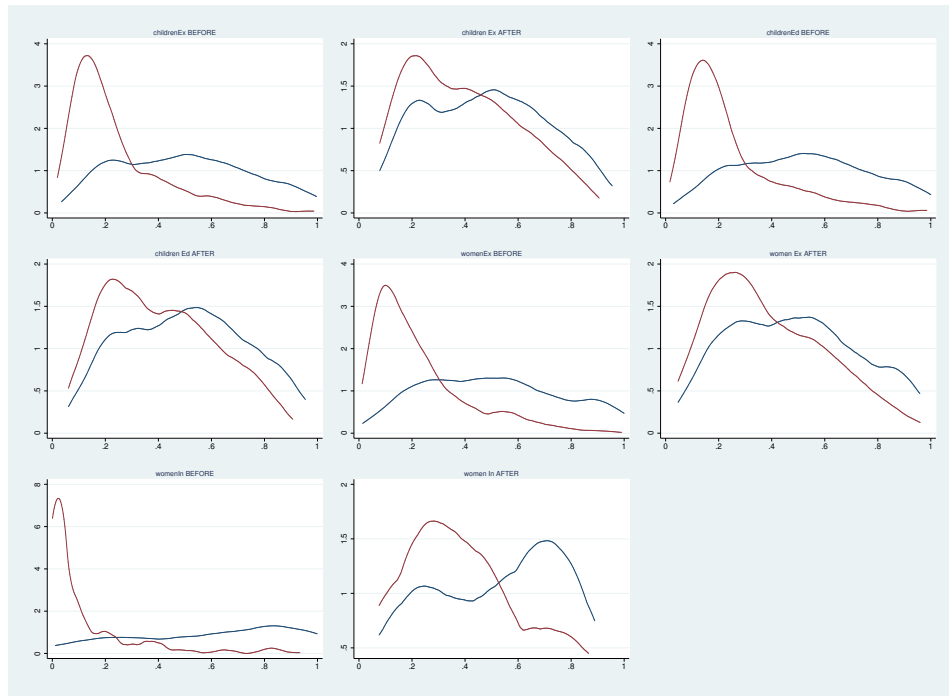 childrenEx BEFORE
4
3
2
1
0
0 .2 .4 .6 .8 1
children Ex AFTER
2
1.5
1
.5
0
0 .2 .4 .6 .8 1
childrenEd BEFORE
4
3
2
1
0
0 .2 .4 .6 .8 1
children Ed AFTER
2
1.5
1
.5
0
0 .2 .4 .6 .8 1
womenEx BEFORE
4
3
2
1
0
0 .2 .4 .6 .8 1
women Ex AFTER
2
1.5
1
.5
0
0 .2 .4 .6 .8 1
womenIn BEFORE
8
6
4
2
0
0 .2 .4 .6 .8 1
women In AFTER
2
1.5
1
.5
0 .2 .4 .6 .8 1